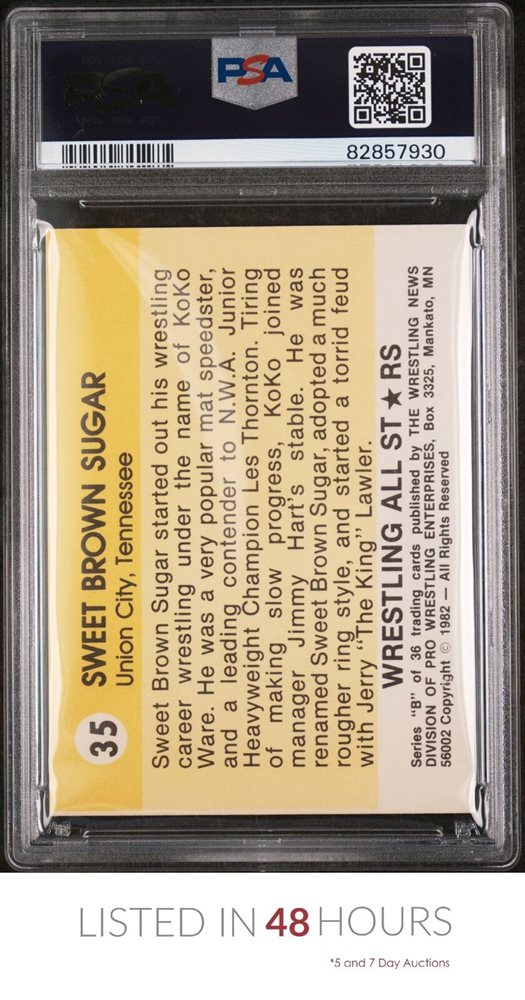 PSA
PSA
82857930
35
SWEET BROWN SUGAR
Union City, Tennessee
Sweet Brown Sugar started out his wrestling
career wrestling under the name of KoKo
Ware. He was a very popular mat speedster,
and a leading contender to N.W.A. Junior
Heavyweight Champion Les Thornton. Tiring
of making slow progress, KoKo joined
manager Jimmy Hart's stable. He was
renamed Sweet Brown Sugar, adopted a much
rougher ring style, and started a torrid feud
with Jerry "The King" Lawler.
WRESTLING ALL ST★RS
Series "B" of 36 trading cards published by THE WRESTLING NEWS
DIVISION OF PRO WRESTLING ENTERPRISES, Box 3325, Mankato, MN
56002 Copyright © 1982 — All Rights Reserved
LISTED IN 48 HOURS
*5 and 7 Day Auctions